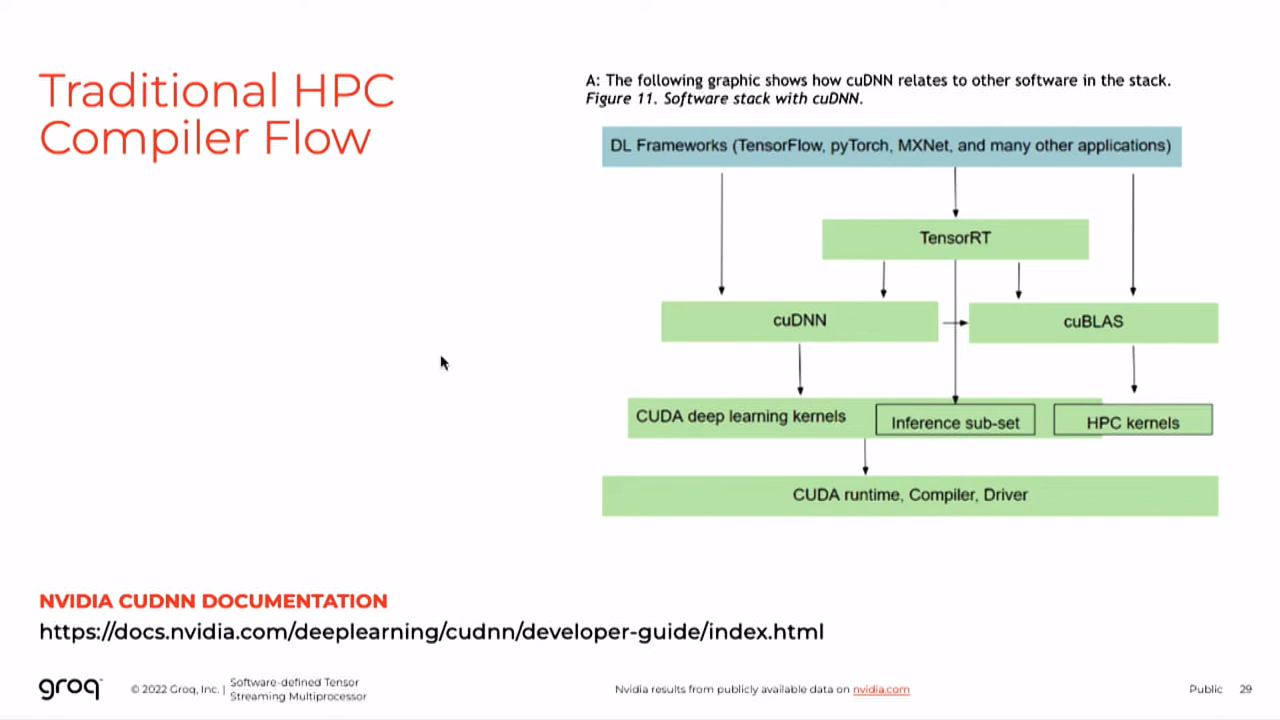 Traditional HPC
Compiler Flow
A: The following graphic shows how cuDNN relates to other software in the stack.
Figure 11. Software stack with cuDNN.
DL Frameworks (TensorFlow, pyTorch, MXNet, and many other applications)
TensorRT
cuDNN
cuBLAS
CUDA deep learning kernels
Inference sub-set
HPC kernels
CUDA runtime, Compiler, Driver
NVIDIA CUDNN DOCUMENTATION
https://docs.nvidia.com/deeplearning/cudnn/developer-guide/index.html
groq
© 2022 Groq, Inc. |
Software-defined Tensor
Streaming Multiprocessor
Nvidia results from publicly available data on nvidia.com
Public 29